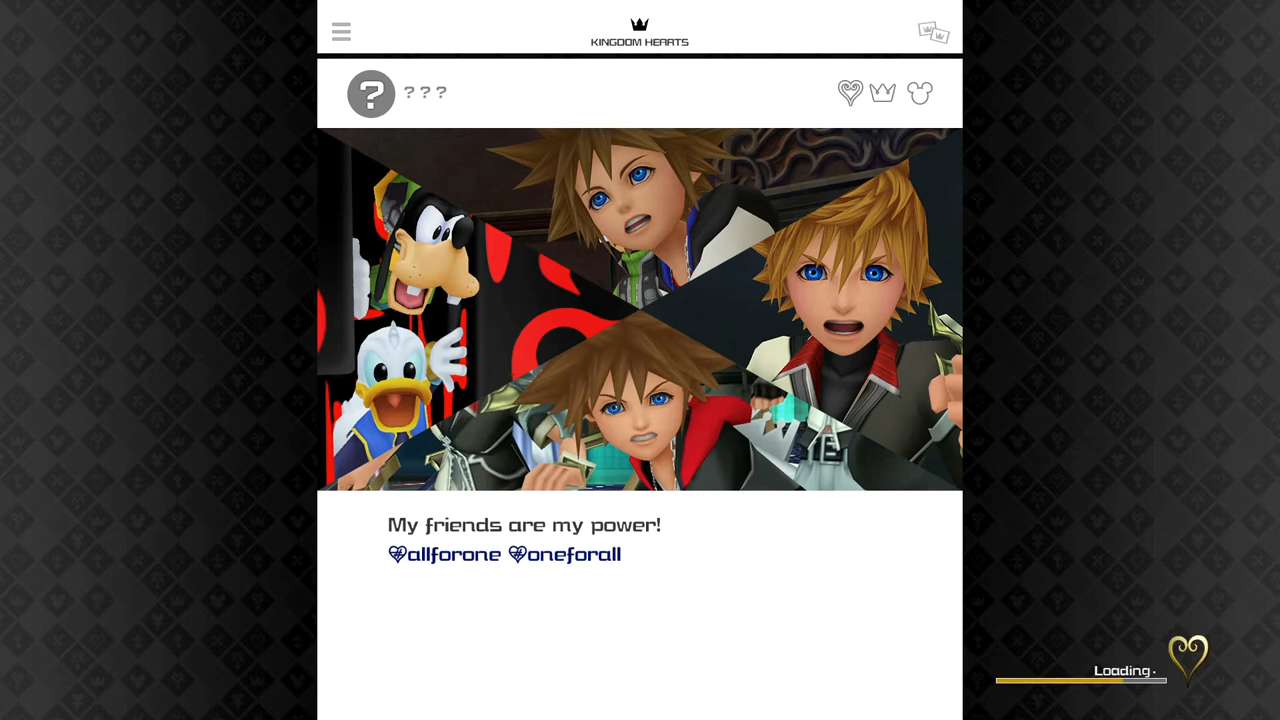 KINGDOM HEARTS
?
? ? ?
My friends are my power!
#allforone #oneforall
Loading.